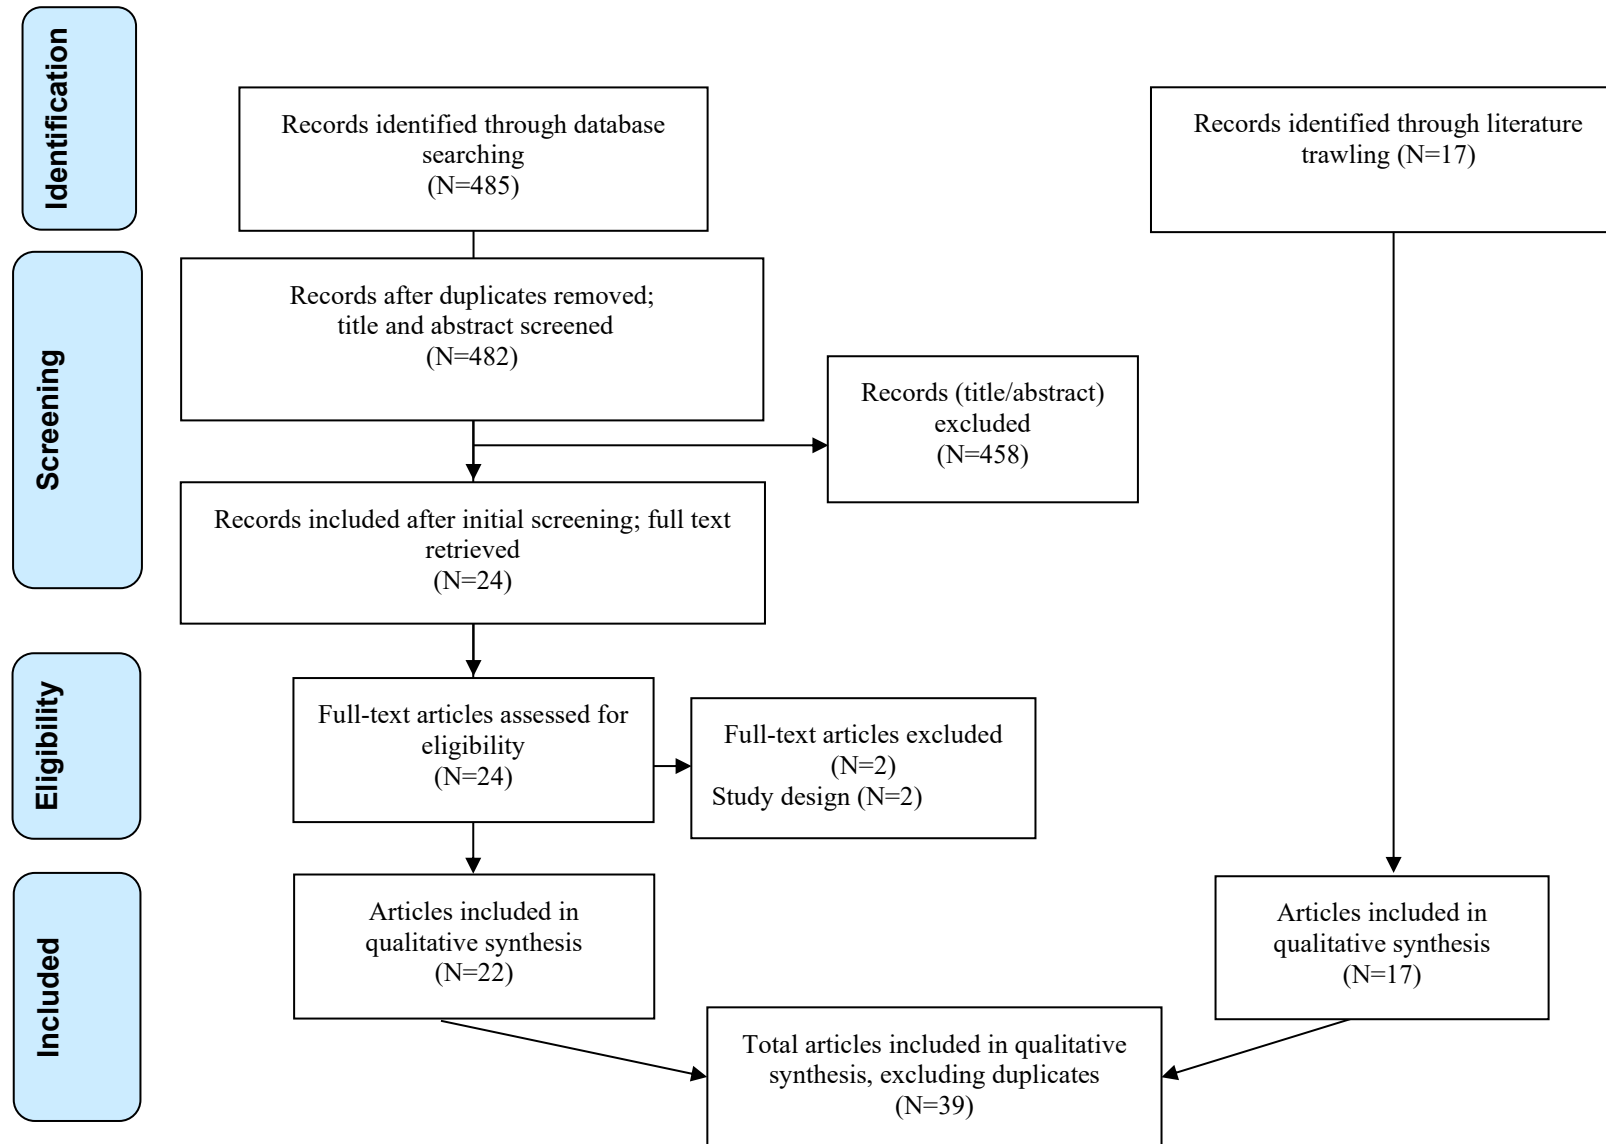 Identification
Records identified through database
searching
(N=485)
Records identified through literature
trawling (N=17)
Screening
Records after duplicates removed;
title and abstract screened
(N=482)
Records (title/abstract)
excluded
(N=458)
Records included after initial screening; full text
retrieved
(N=24)
Eligibility
Full-text articles assessed for
eligibility
(N=24)
Full-text articles excluded
(N=2)
Study design (N=2)
Included
Articles included in
qualitative synthesis
(N=22)
Articles included in
qualitative synthesis
(N=17)
Total articles included in qualitative
synthesis, excluding duplicates
(N=39)